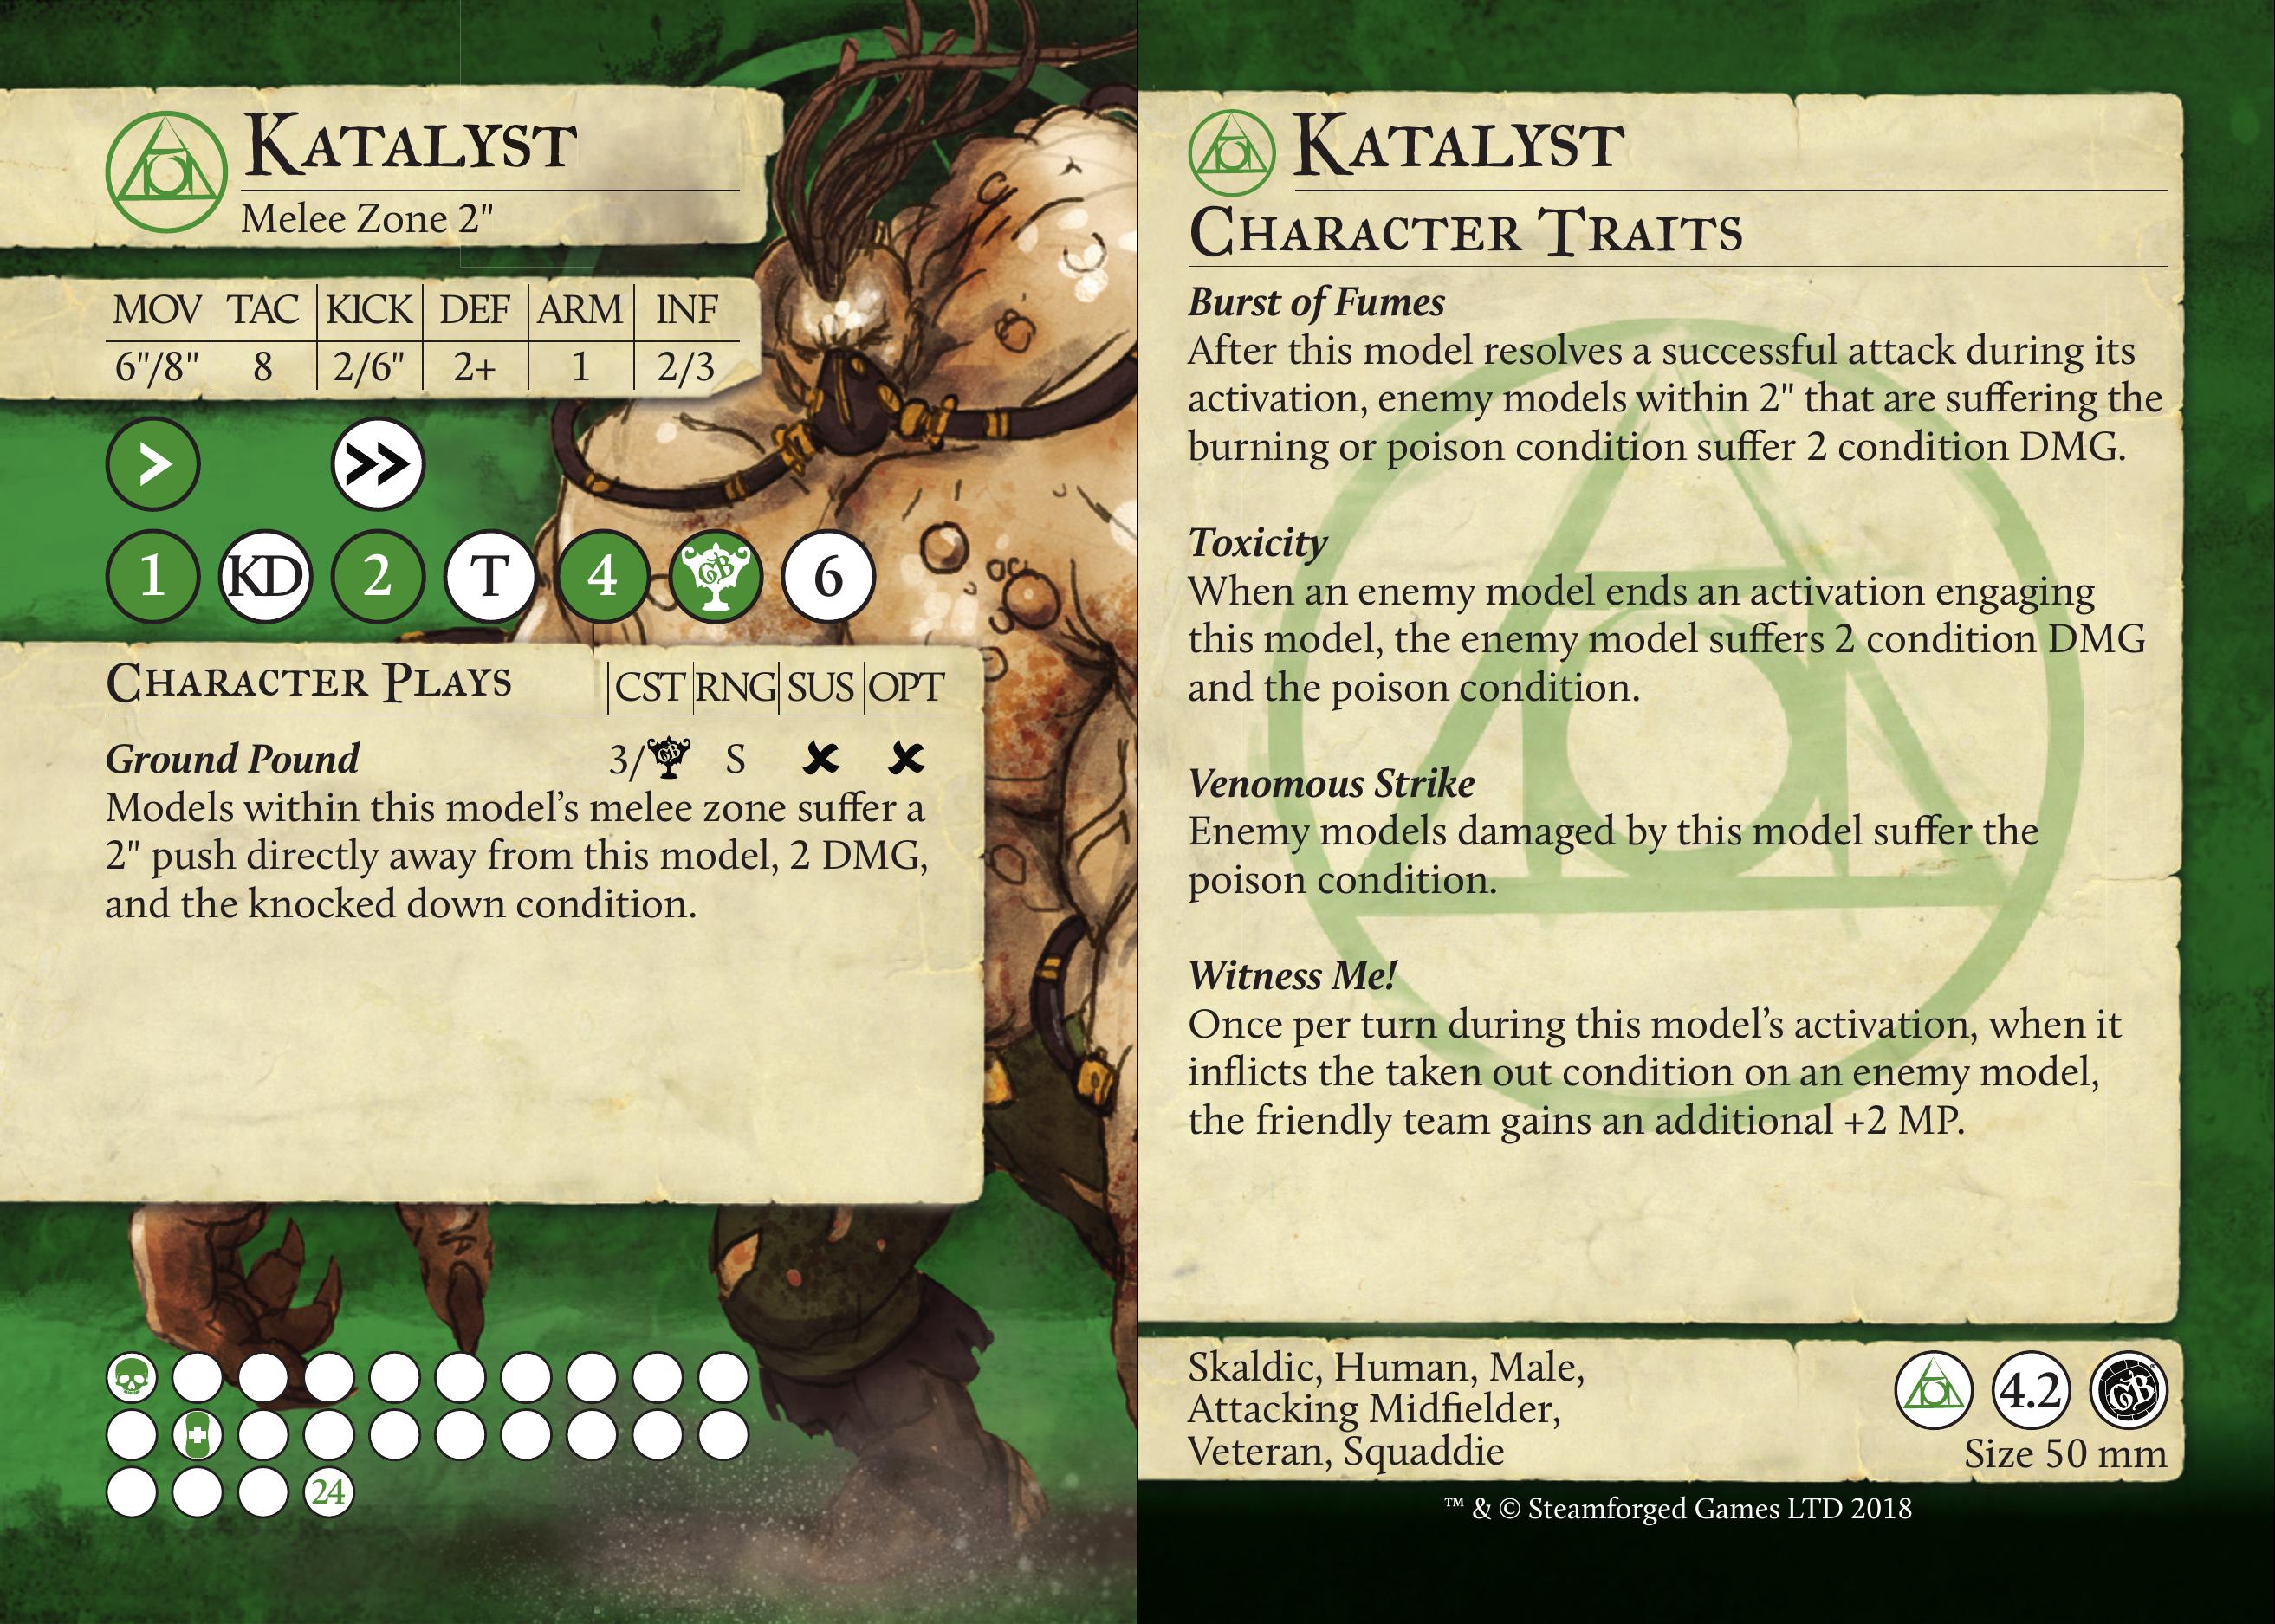 Katalyst
Melee Zone 2"
MOV TAC KICK DEF ARM INF
6"/8" 8 2/6" 2+ 1 2/3
> >>
1 KD 2 T 4 GB 6
Character Plays CST RNG SUS OPT
Ground Pound 3/GB S ✘ ✘
Models within this model’s melee zone suffer a
2" push directly away from this model, 2 DMG,
and the knocked down condition.
24
Katalyst
Character Traits
Burst of Fumes
After this model resolves a successful attack during its
activation, enemy models within 2" that are suffering the
burning or poison condition suffer 2 condition DMG.
Toxicity
When an enemy model ends an activation engaging
this model, the enemy model suffers 2 condition DMG
and the poison condition.
Venomous Strike
Enemy models damaged by this model suffer the
poison condition.
Witness Me!
Once per turn during this model’s activation, when it
inflicts the taken out condition on an enemy model,
the friendly team gains an additional +2 MP.
Skaldic, Human, Male,
Attacking Midfielder,
Veteran, Squaddie
4.2 GB
Size 50 mm
™ & © Steamforged Games LTD 2018